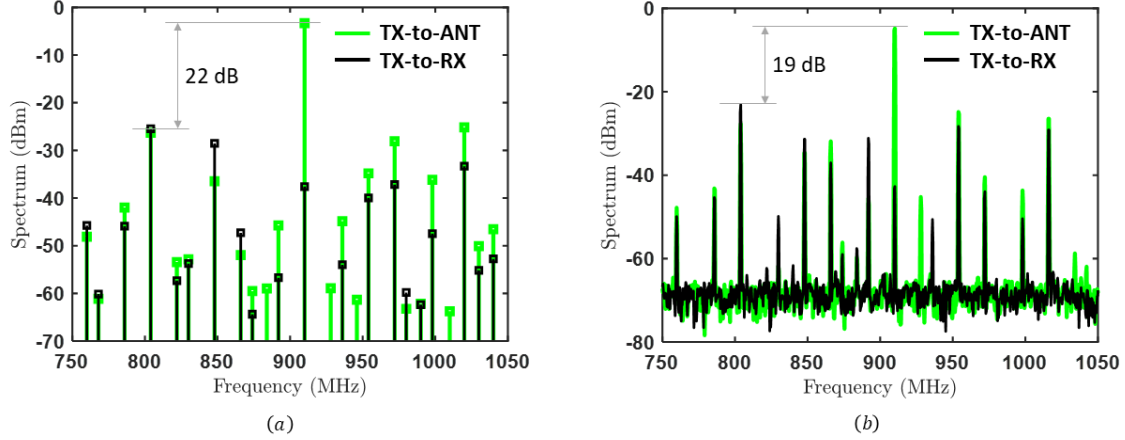 0
-10
-20
-30
-40
-50
-60
-70
Spectrum (dBm)
22 dB
TX-to-ANT
TX-to-RX
750 800 850 900 950 1000 1050
Frequency (MHz)
(a)
0
-20
-40
-60
-80
Spectrum (dBm)
19 dB
TX-to-ANT
TX-to-RX
750 800 850 900 950 1000 1050
Frequency (MHz)
(b)